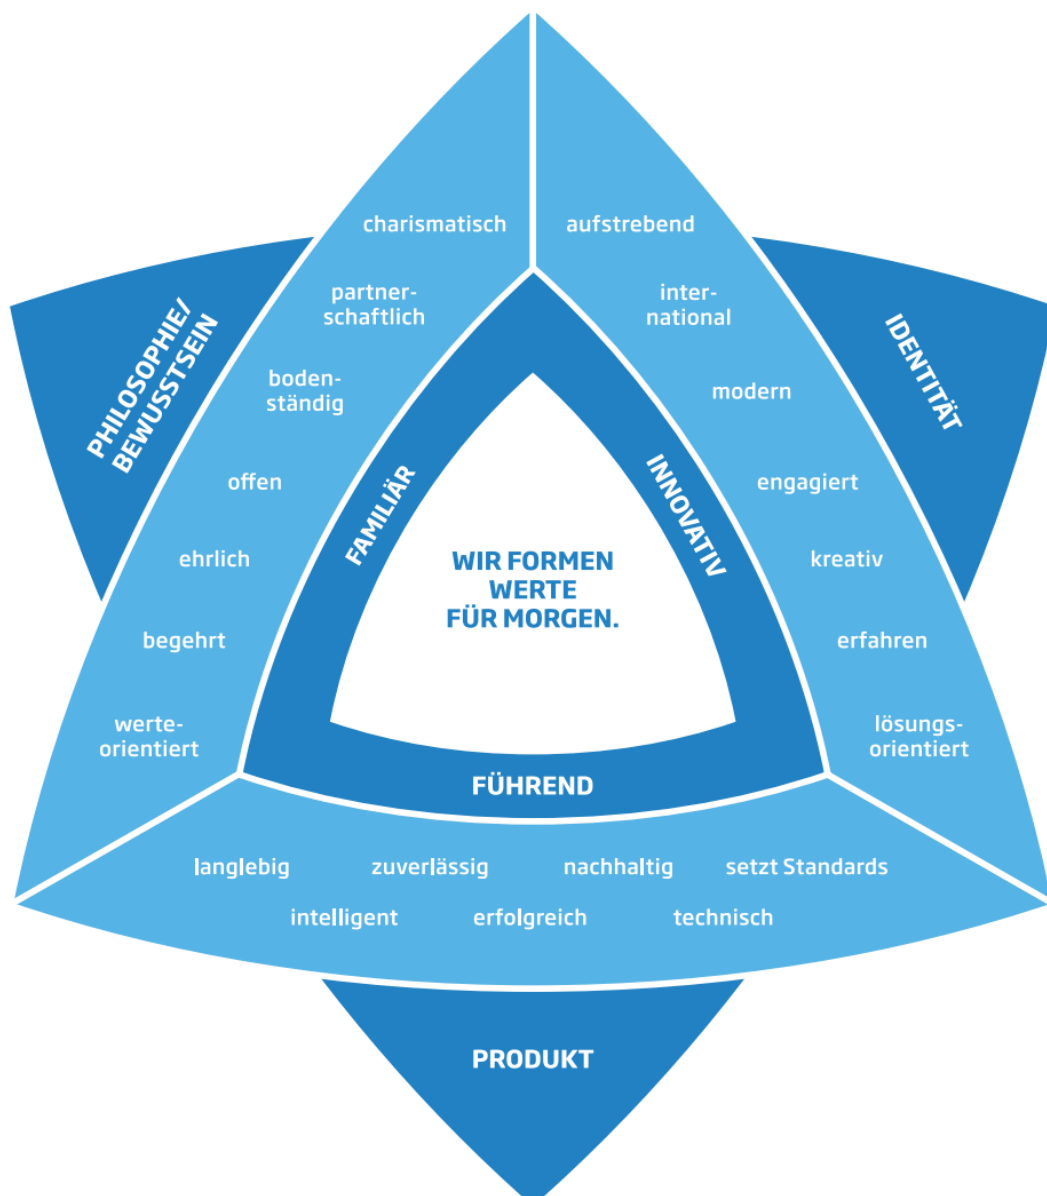 charismatisch
partner-
schaftlich
boden-
ständig
offen
ehrlich
begehrt
werte-
orientiert
aufstrebend
inter-
national
modern
engagiert
kreativ
erfahren
lösungs-
orientiert
PHILOSOPHIE/
BEWUSSTSEIN
IDENTITÄT
FAMILIÄR
INNOVATIV
WIR FORMEN
WERTE
FÜR MORGEN.
FÜHREND
langlebig zuverlässig nachhaltig setzt Standards
intelligent erfolgreich technisch
PRODUKT